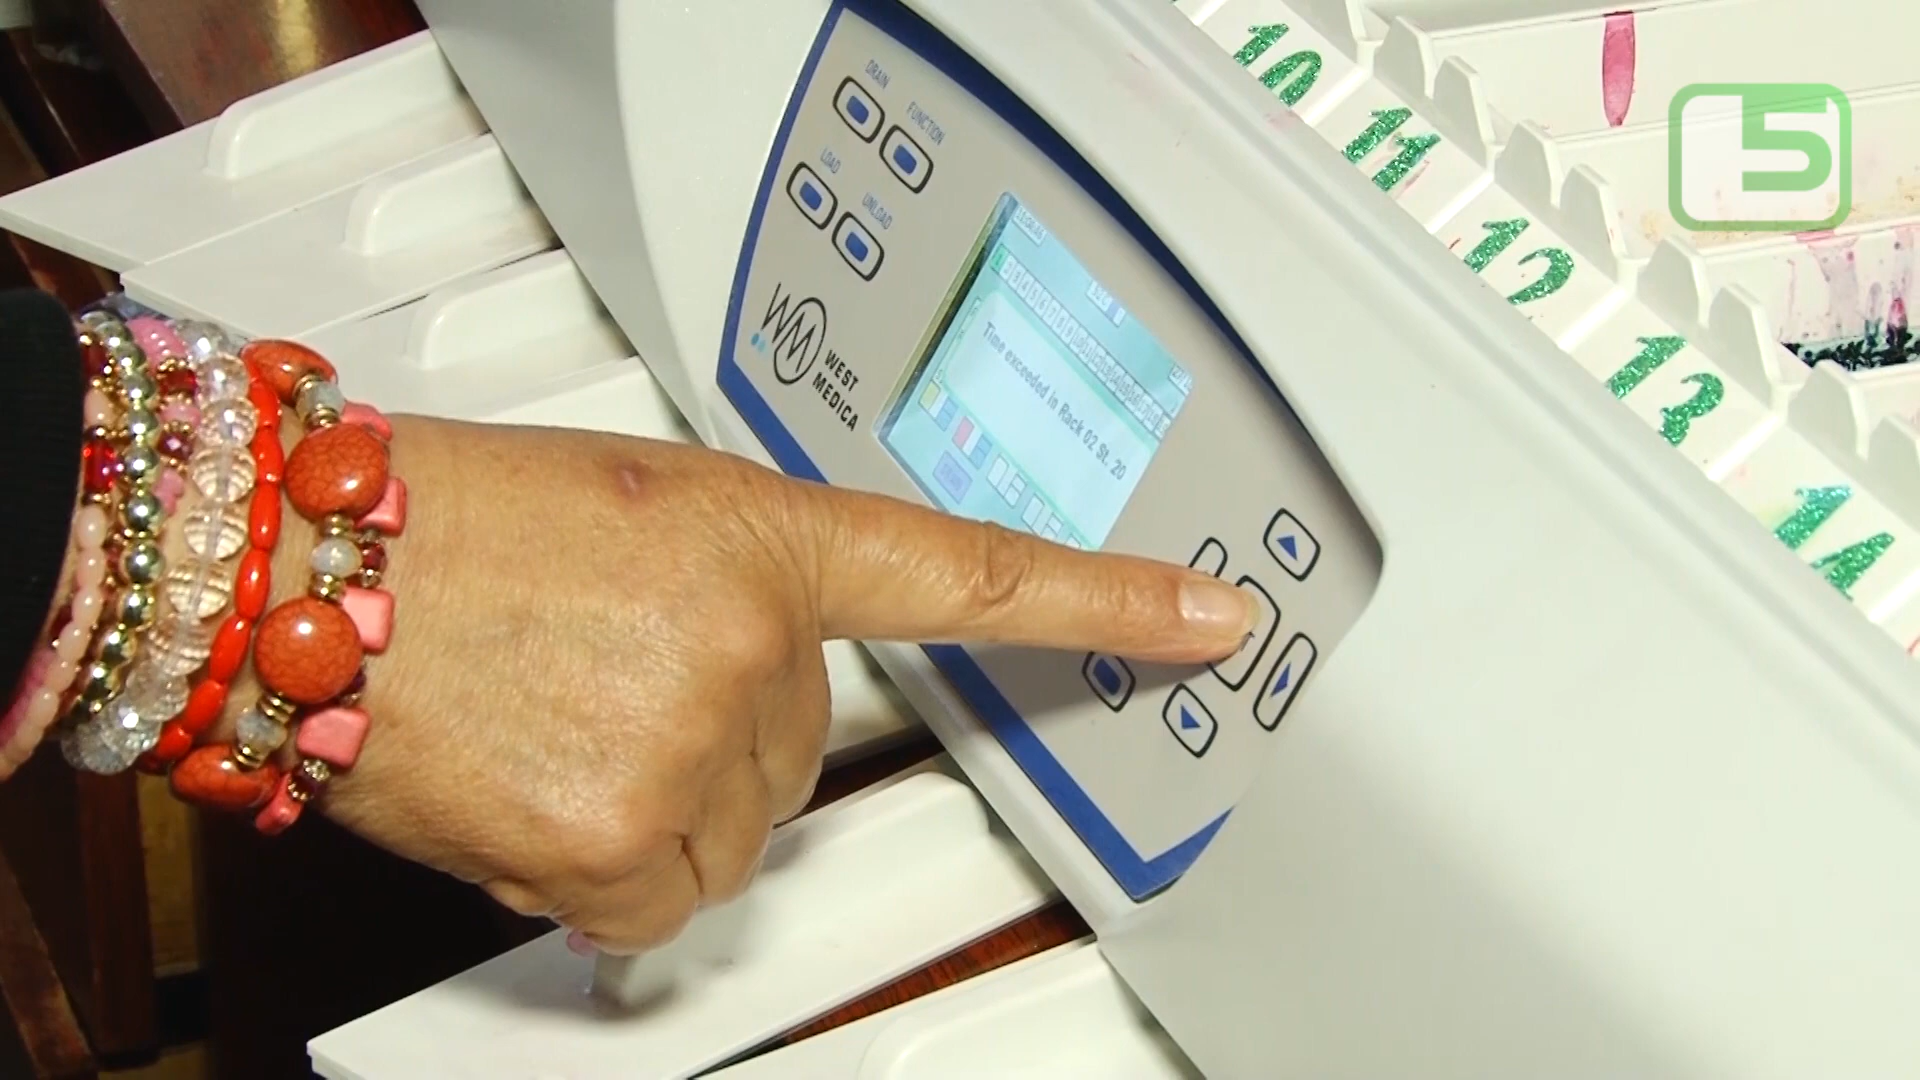 DRAIN
FUNCTION
LOAD
UNLOAD
WM
WEST
MEDICA
Time exceeded in Rack 02 St. 20
10
11
12
13
14
5